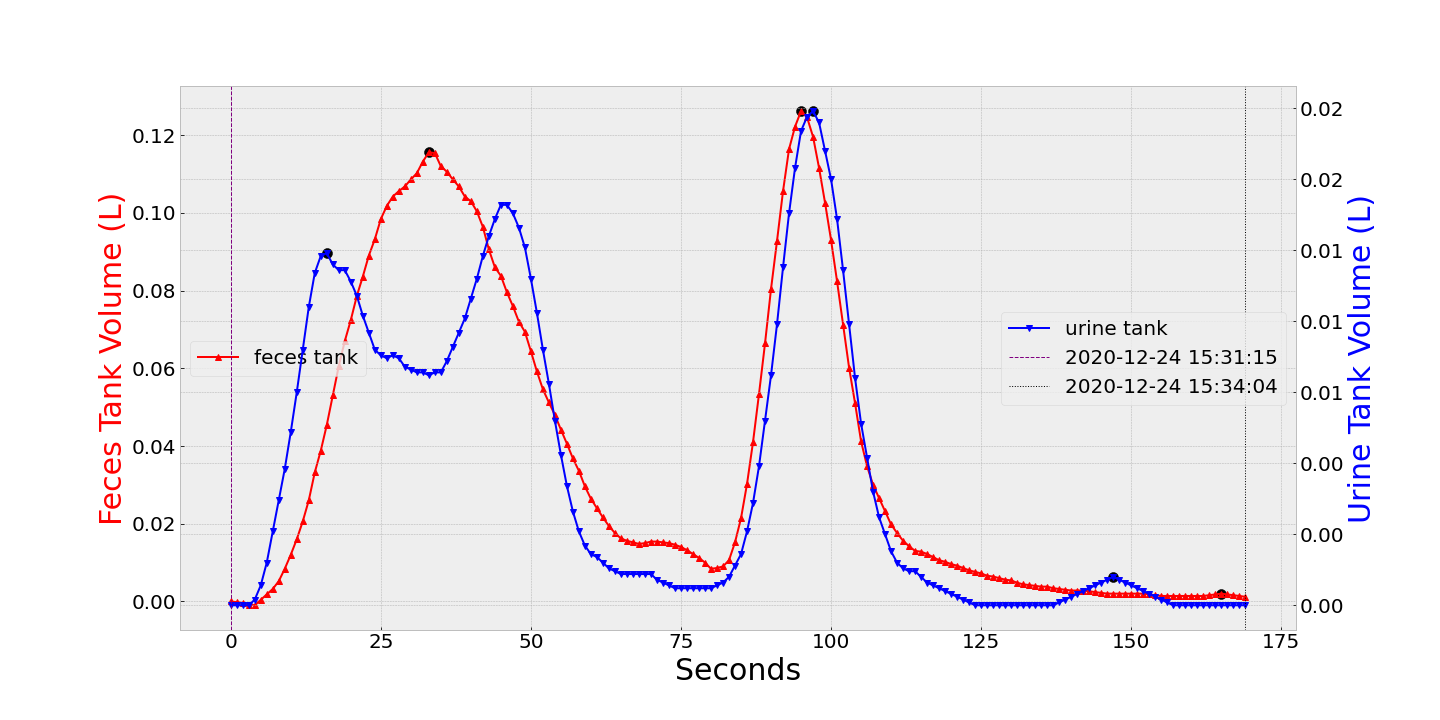 Feces Tank Volume (L)
0.12
0.10
0.08
0.06
0.04
0.02
0.00
feces tank
urine tank
2020-12-24 15:31:15
2020-12-24 15:34:04
0.02
0.02
0.01
0.01
0.01
0.00
0.00
0.00
Urine Tank Volume (L)
0 25 50 75 100 125 150 175
Seconds